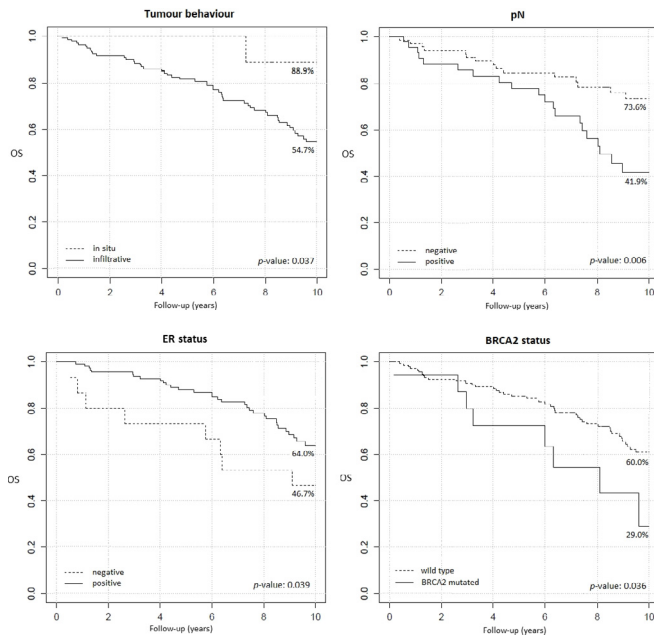 Tumour behaviour
1.0
0.8
0.6
0.4
0.2
0.0
OS
88.9%
54.7%
in situ
infiltrative
p-value: 0.037
0 2 4 6 8 10
Follow-up (years)
pN
1.0
0.8
0.6
0.4
0.2
0.0
OS
73.6%
41.9%
negative
positive
p-value: 0.006
0 2 4 6 8 10
Follow-up (years)
ER status
1.0
0.8
0.6
0.4
0.2
0.0
OS
64.0%
46.7%
negative
positive
p-value: 0.039
0 2 4 6 8 10
Follow-up (years)
BRCA2 status
1.0
0.8
0.6
0.4
0.2
0.0
OS
60.0%
29.0%
wild type
BRCA2 mutated
p-value: 0.036
0 2 4 6 8 10
Follow-up (years)